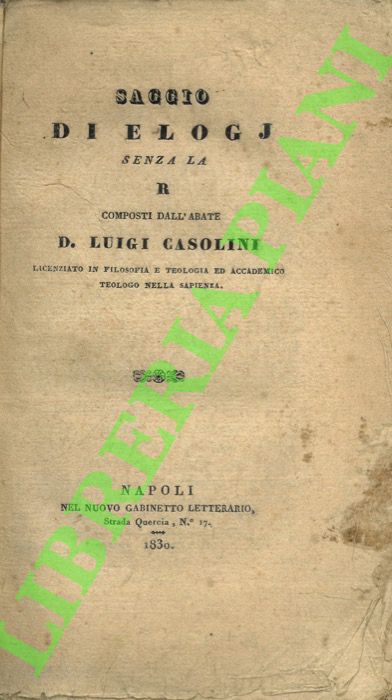 SAGGIO
DI ELOGJ
SENZA LA
R
COMPOSTI DALL'ABATE
D. LUIGI CASOLINI
LICENZIATO IN FILOSOFIA E TEOLOGIA ED ACCADEMICO
TEOLOGO NELLA SAPIENZA.
NAPOLI
NEL NUOVO GABINETTO LETTERARIO,
Strada Quercia, N.º 17.
1830.
LIBRERIA PIANI